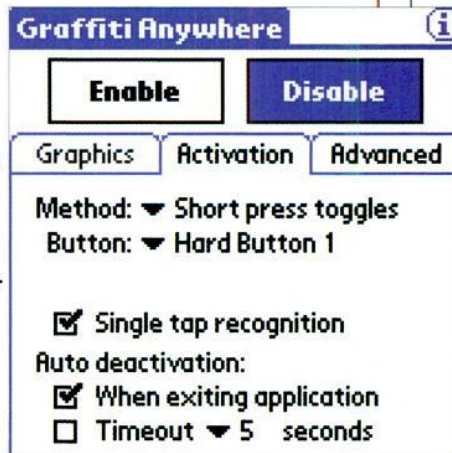 Graffiti Anywhere i
Enable Disable
Graphics Activation Advanced
Method: Short press toggles
Button: Hard Button 1
Single tap recognition
Auto deactivation:
When exiting application
Timeout 5 seconds